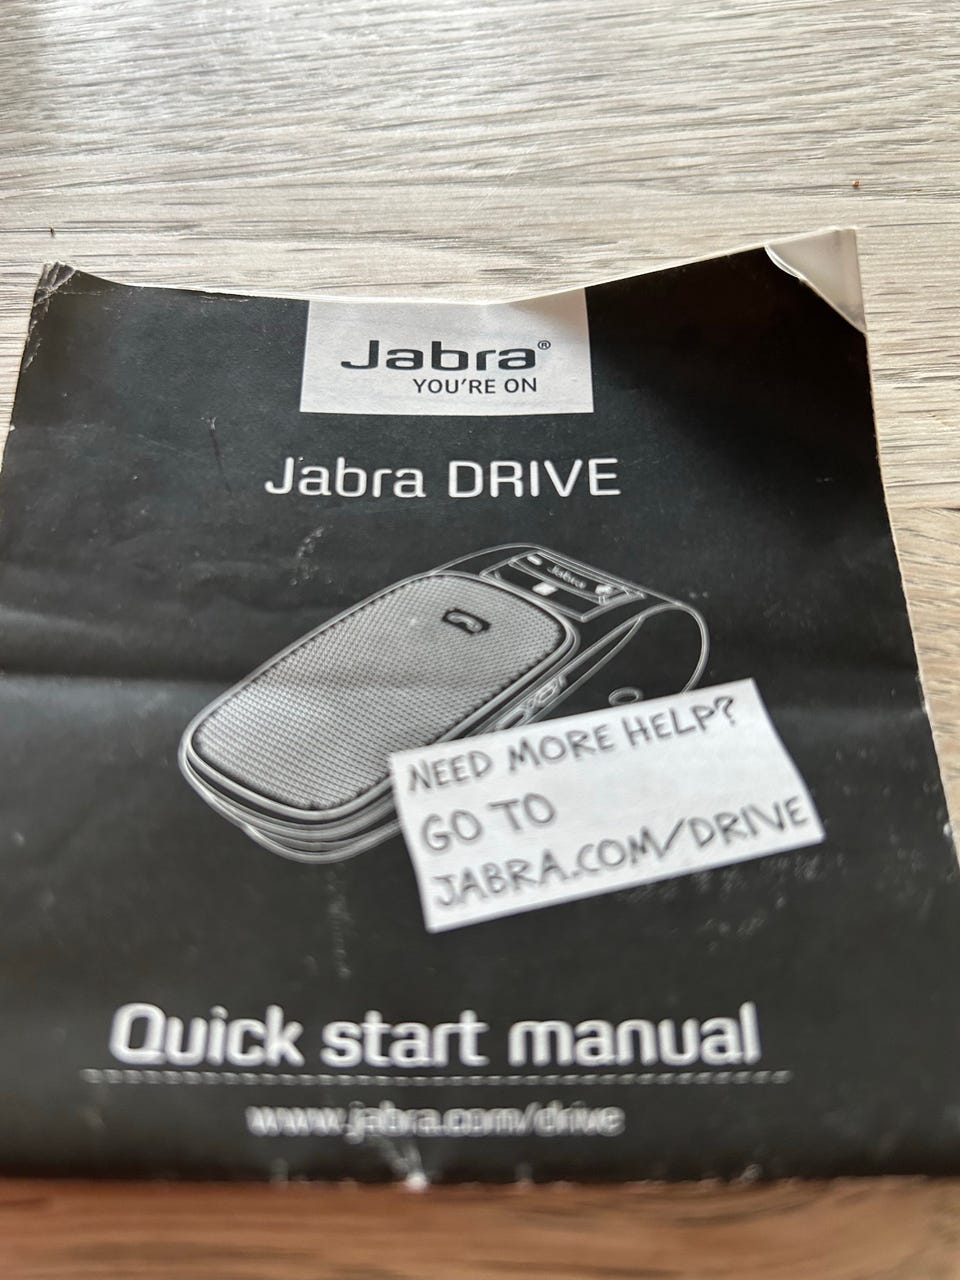 Jabra®
YOU'RE ON
Jabra DRIVE
Jabra
NEED MORE HELP?
GO TO
JABRA.COM/DRIVE
Quick start manual
www.jabra.com/drive